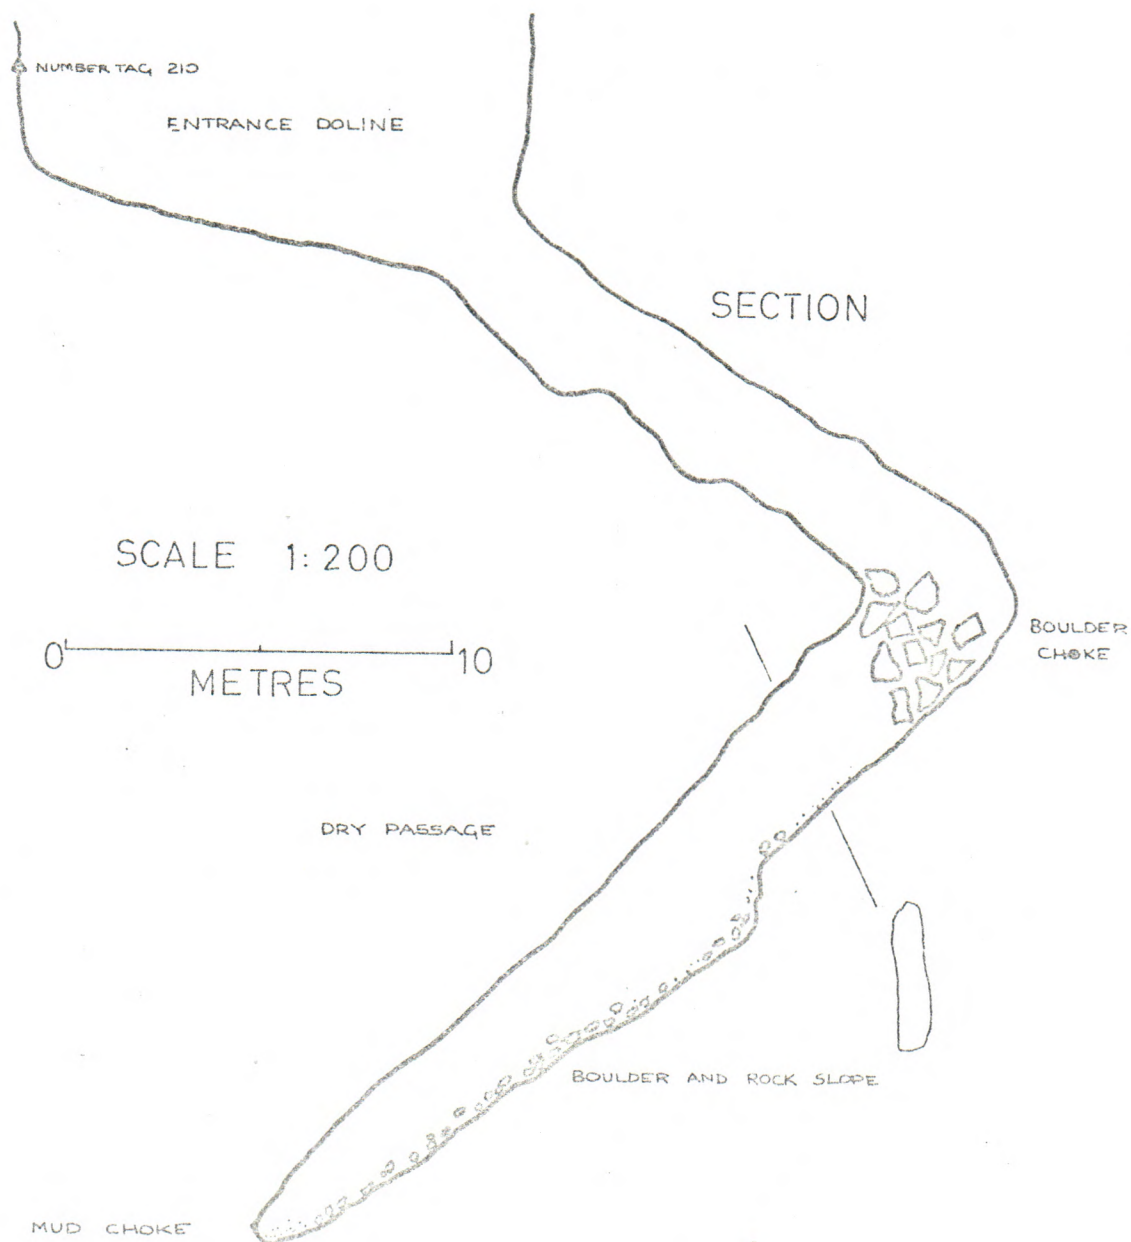 NUMBER TAG 210
ENTRANCE DOLINE
SECTION
SCALE 1:200
0 10
METRES
BOULDER
CHOKE
DRY PASSAGE
BOULDER AND ROCK SLOPE
MUD CHOKE